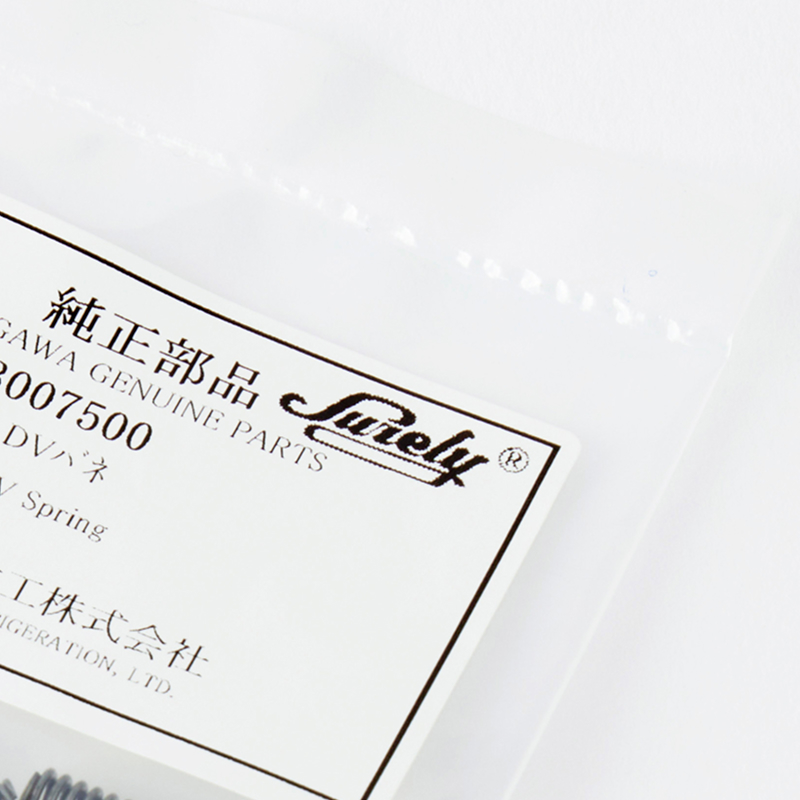 純正部品
GAWA GENUINE PARTS
Surely ®
3007500
DVバネ
V Spring
工株式会社
IGERATION, LTD.